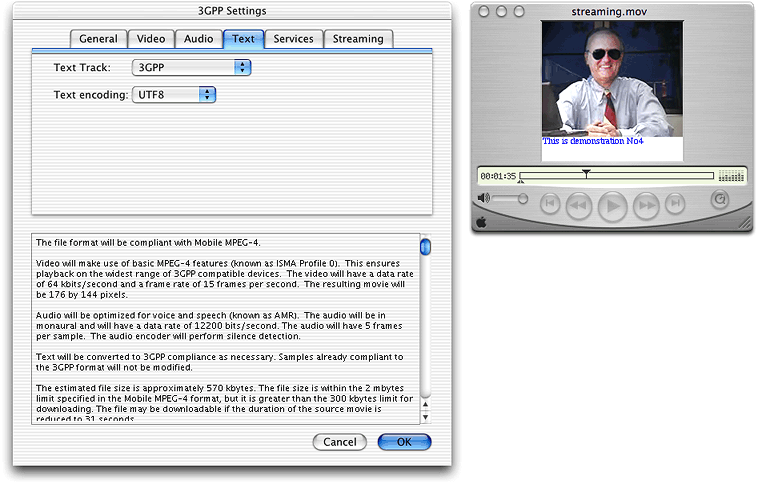 3GPP Settings
General
Video
Audio
Text
Services
Streaming
Text Track:
3GPP
Text encoding:
UTF8
The file format will be compliant with Mobile MPEG-4.
Video will make use of basic MPEG-4 features (known as ISMA Profile 0). This ensures
playback on the widest range of 3GPP compatible devices. The video will have a data rate
of 64 kbits/second and a frame rate of 15 frames per second. The resulting movie will
be 176 by 144 pixels.
Audio will be optimized for voice and speech (known as AMR). The audio will be in
monaural and will have a data rate of 12200 bits/second. The audio will have 5 frames
per sample. The audio encoder will perform silence detection.
Text will be converted to 3GPP compliance as necessary. Samples already compliant to
the 3GPP format will not be modified.
The estimated file size is approximately 570 kbytes. The file size is within the 2 mbytes
limit specified in the Mobile MPEG-4 format, but it is greater than the 300 kbytes limit for
downloading. The file may be downloadable if the duration of the source movie is
reduced to 31 seconds.
Cancel
OK
streaming.mov
This is demonstration No4
00:01:35